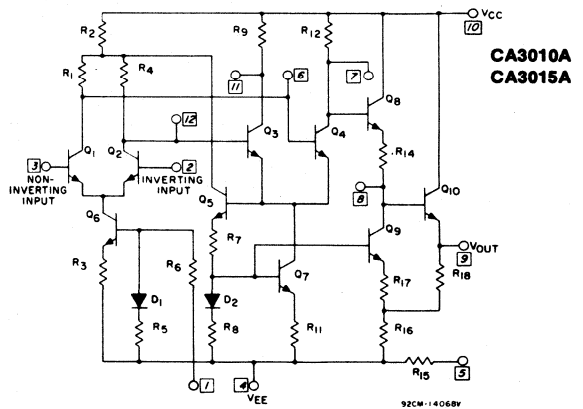 R2
R9
R12
VCC
10
CA3010A
CA3015A
R1
R4
6
7
11
Q8
12
Q3
Q4
R14
Q1
Q2
3
2
NON-
INVERTING
INPUT
INVERTING
INPUT
8
Q10
Q5
Q6
R7
Q9
VOUT
9
R3
R6
Q7
R17
R18
D1
D2
R5
R8
R11
R16
R15
5
1
4
VEE
92CM-14068V